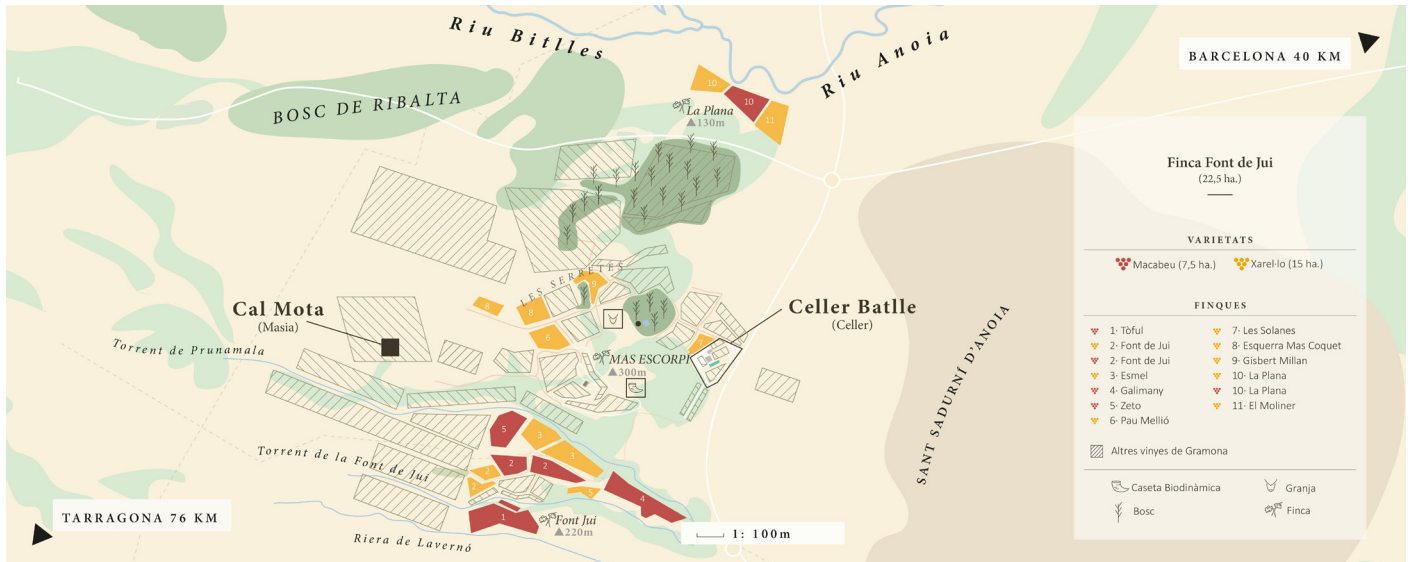 Riu Bitlles
Riu Anoia
BARCELONA 40 KM
BOSC DE RIBALTA
10
10
11
La Plana
130m
LES SERRETES
9
8
8
6
7
Cal Mota
(Masia)
Celler Batlle
(Celler)
Torrent de Prunamala
MAS ESCORPÍ
300m
SANT SADURNÍ D'ANOIA
5
3
3
2
2
2
2
5
4
1
Torrent de la Font de Jui
Font Jui
220m
TARRAGONA 76 KM
Riera de Lavernó
1: 100m
Finca Font de Jui
(22,5 ha.)
VARIETATS
Macabeu (7,5 ha.) Xarel·lo (15 ha.)
FINQUES
1· Tòful
2· Font de Jui
2· Font de Jui
3· Esmel
4· Galimany
5· Zeto
6· Pau Mellió
7· Les Solanes
8· Esquerra Mas Coquet
9· Gisbert Millan
10· La Plana
10· La Plana
11· El Moliner
Altres vinyes de Gramona
Caseta Biodinàmica
Granja
Bosc
Finca